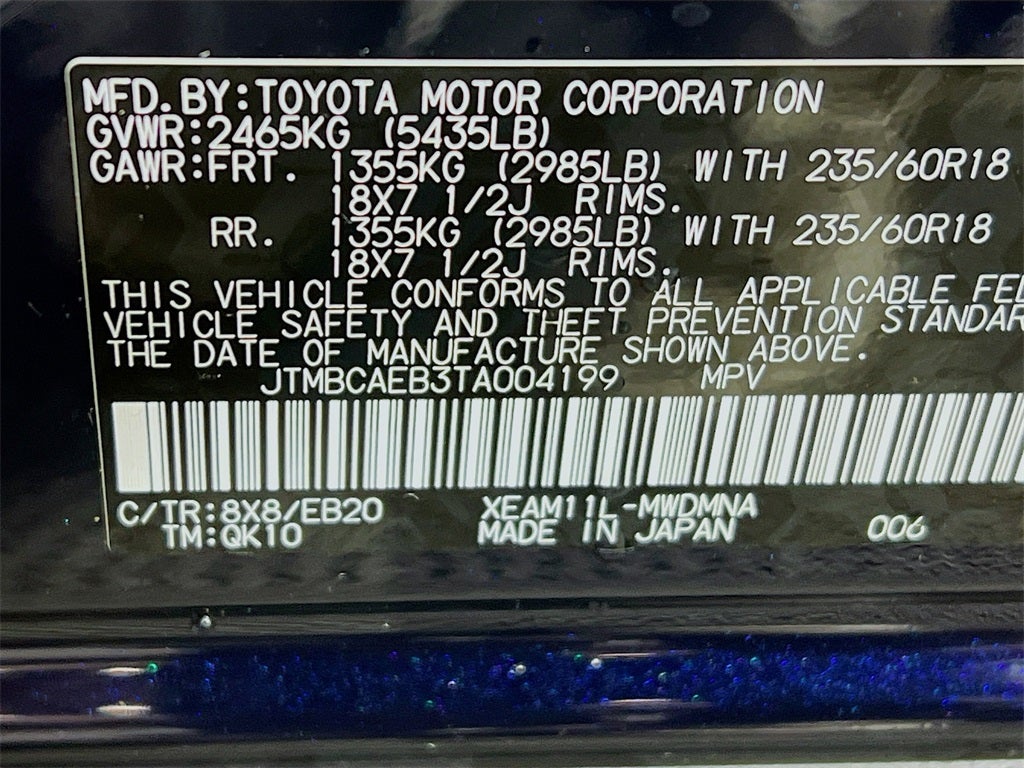 MFD.BY:TOYOTA MOTOR CORPORATION
GVWR:2465KG (5435LB)
GAWR:FRT. 1355KG (2985LB) WITH 235/60R18
18X7 1/2J RIMS.
RR. 1355KG (2985LB) WITH 235/60R18
18X7 1/2J RIMS.
THIS VEHICLE CONFORMS TO ALL APPLICABLE FED
VEHICLE SAFETY AND THEFT PREVENTION STANDAR
THE DATE OF MANUFACTURE SHOWN ABOVE.
JTMBCAEB3TA004199 MPV
C/TR:8X8/EB20 XEAM11L-MWDMNA
TM:QK10 MADE IN JAPAN 006